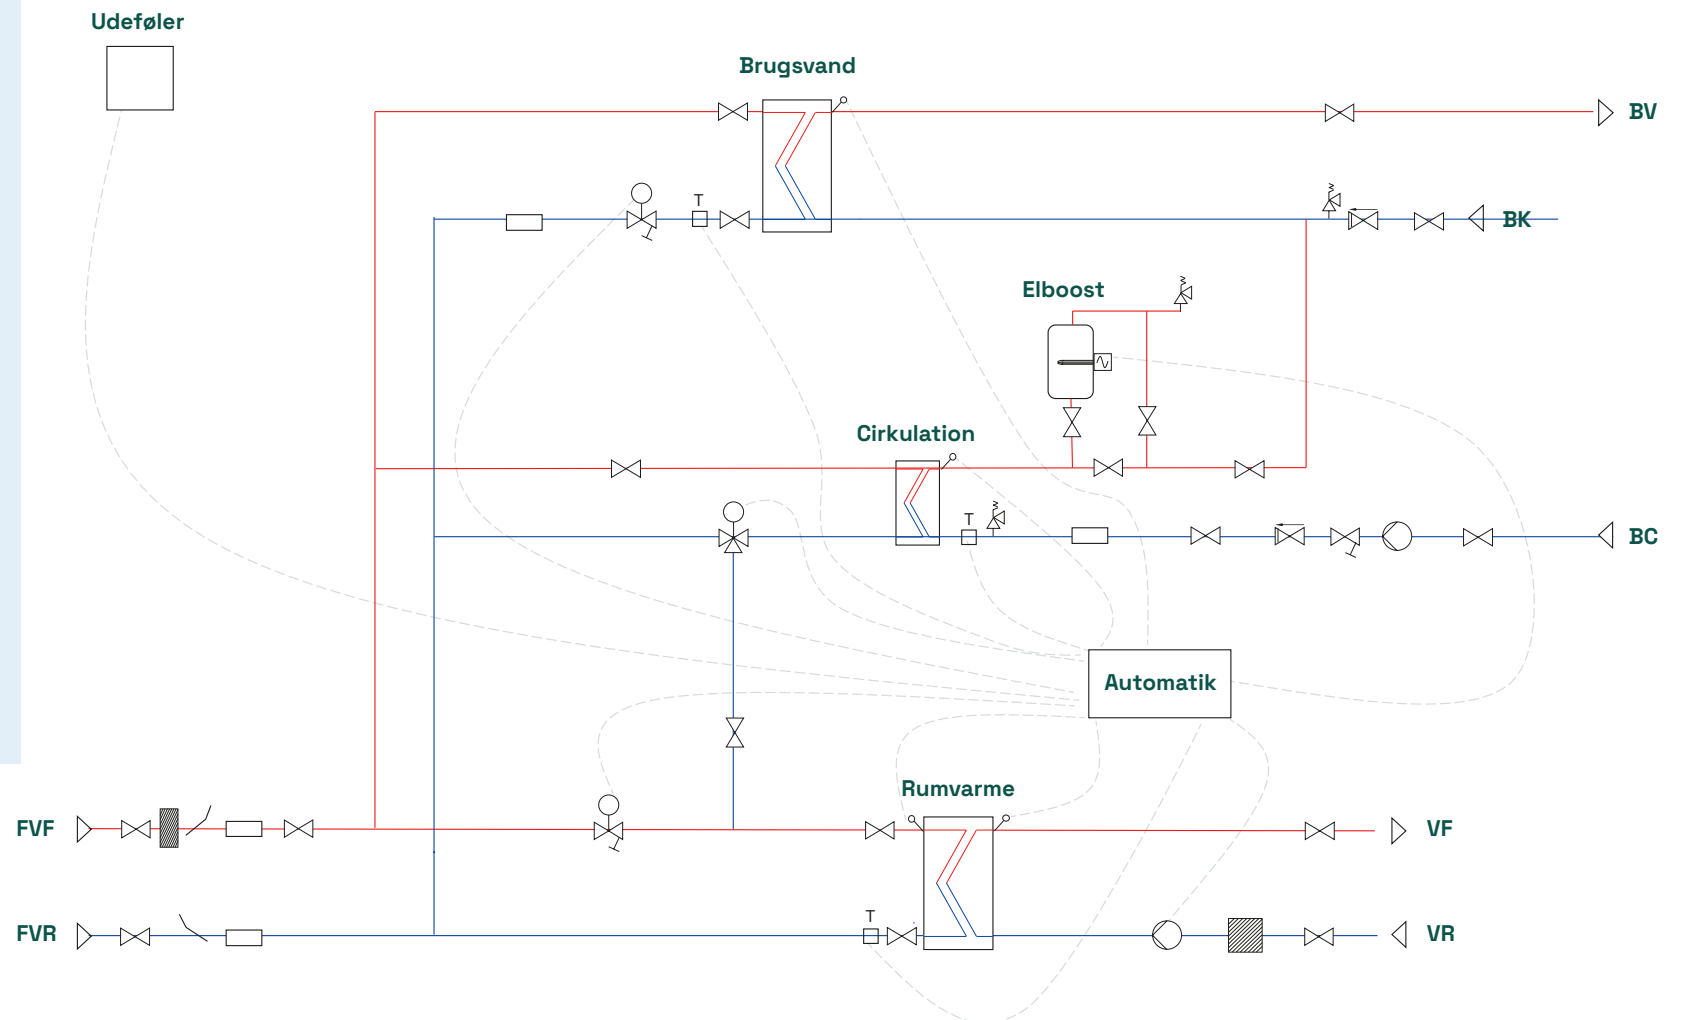 Udeføler
Brugsvand
BV
T
BK
Elboost
Cirkulation
T
BC
Automatik
Rumvarme
FVF
VF
T
FVR
VR